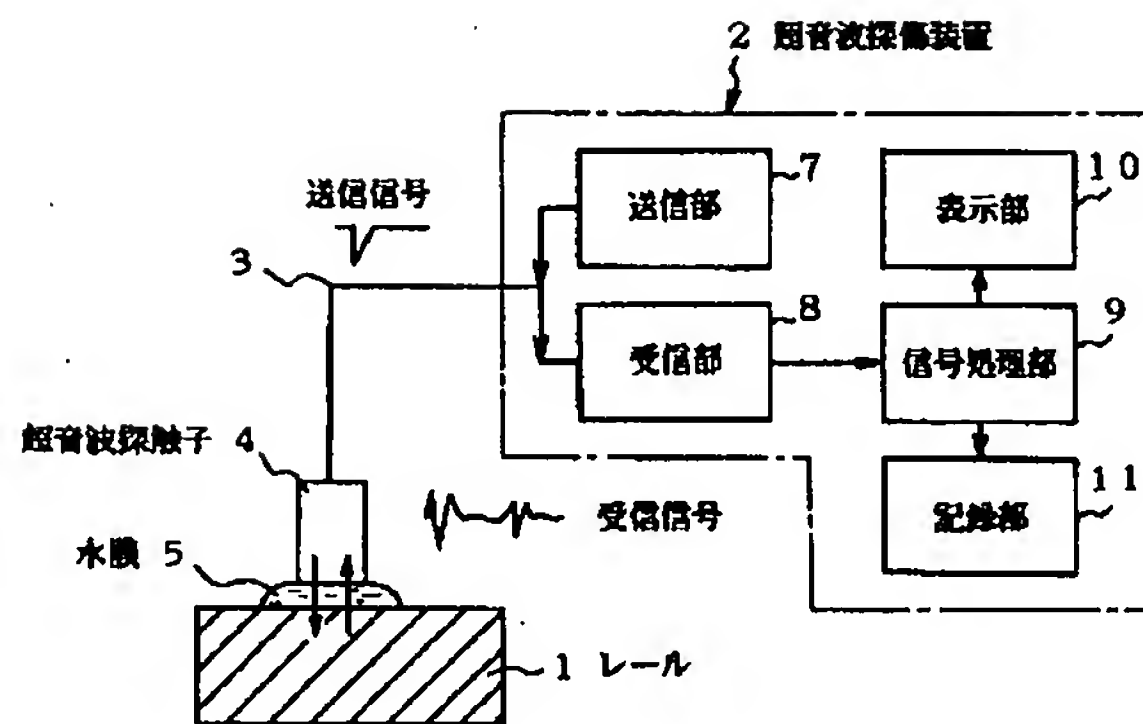 2 超音波探傷装置
7
10
送信信号
送信部
表示部
3
8
9
受信部
信号処理部
超音波探触子 4
11
受信信号
記録部
水膜 5
1 レール